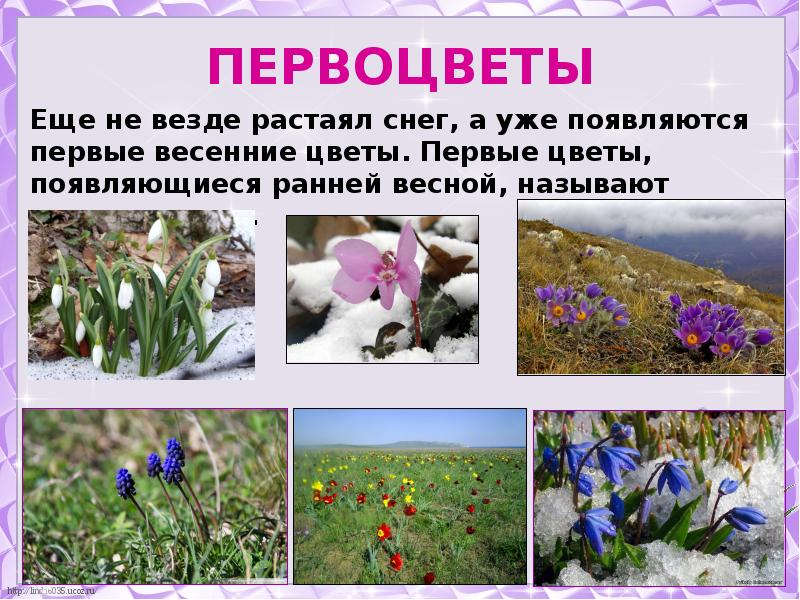 ПЕРВОЦВЕТЫ
Еще не везде растаял снег, а уже появляются
первые весенние цветы. Первые цветы,
появляющиеся ранней весной, называют
.